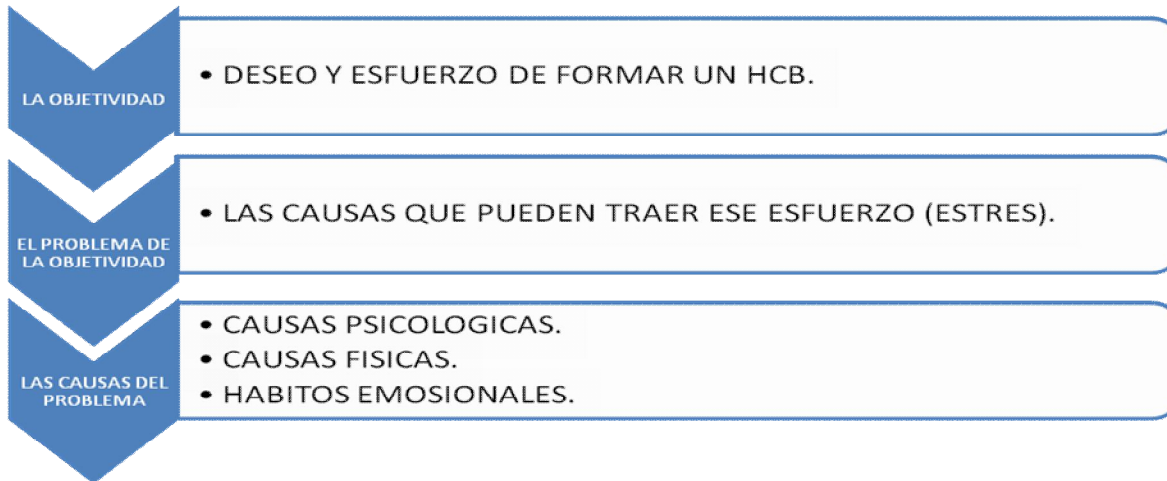 LA OBJETIVIDAD
• DESEO Y ESFUERZO DE FORMAR UN HCB.
EL PROBLEMA DE
LA OBJETIVIDAD
• LAS CAUSAS QUE PUEDEN TRAER ESE ESFUERZO (ESTRES).
LAS CAUSAS DEL
PROBLEMA
• CAUSAS PSICOLOGICAS.
• CAUSAS FISICAS.
• HABITOS EMOSIONALES.